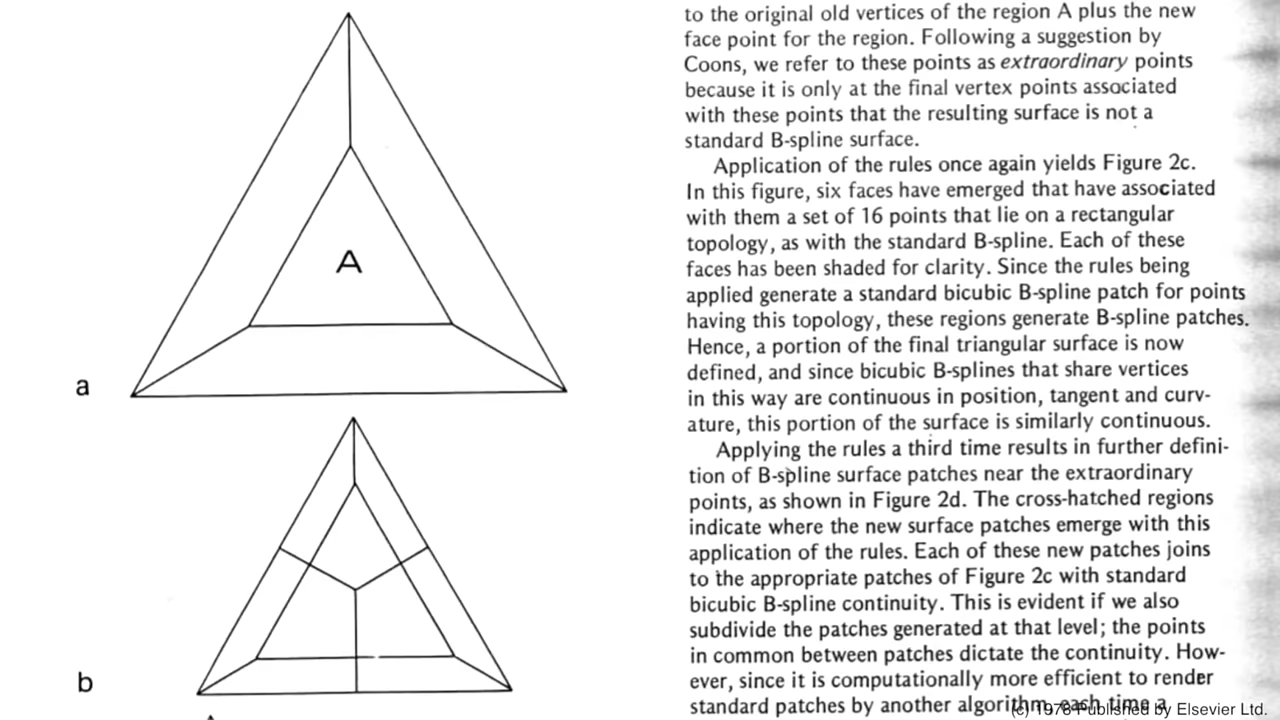 A
a
b
to the original old vertices of the region A plus the new
face point for the region. Following a suggestion by
Coons, we refer to these points as extraordinary points
because it is only at the final vertex points associated
with these points that the resulting surface is not a
standard B-spline surface.
Application of the rules once again yields Figure 2c.
In this figure, six faces have emerged that have associated
with them a set of 16 points that lie on a rectangular
topology, as with the standard B-spline. Each of these
faces has been shaded for clarity. Since the rules being
applied generate a standard bicubic B-spline patch for points
having this topology, these regions generate B-spline patches.
Hence, a portion of the final triangular surface is now
defined, and since bicubic B-splines that share vertices
in this way are continuous in position, tangent and curv-
ature, this portion of the surface is similarly continuous.
Applying the rules a third time results in further defini-
tion of B-spline surface patches near the extraordinary
points, as shown in Figure 2d. The cross-hatched regions
indicate where the new surface patches emerge with this
application of the rules. Each of these new patches joins
to the appropriate patches of Figure 2c with standard
bicubic B-spline continuity. This is evident if we also
subdivide the patches generated at that level; the points
in common between patches dictate the continuity. How-
ever, since it is computationally more efficient to render
standard patches by another algorithm, each time a
(c) 1978 Published by Elsevier Ltd.